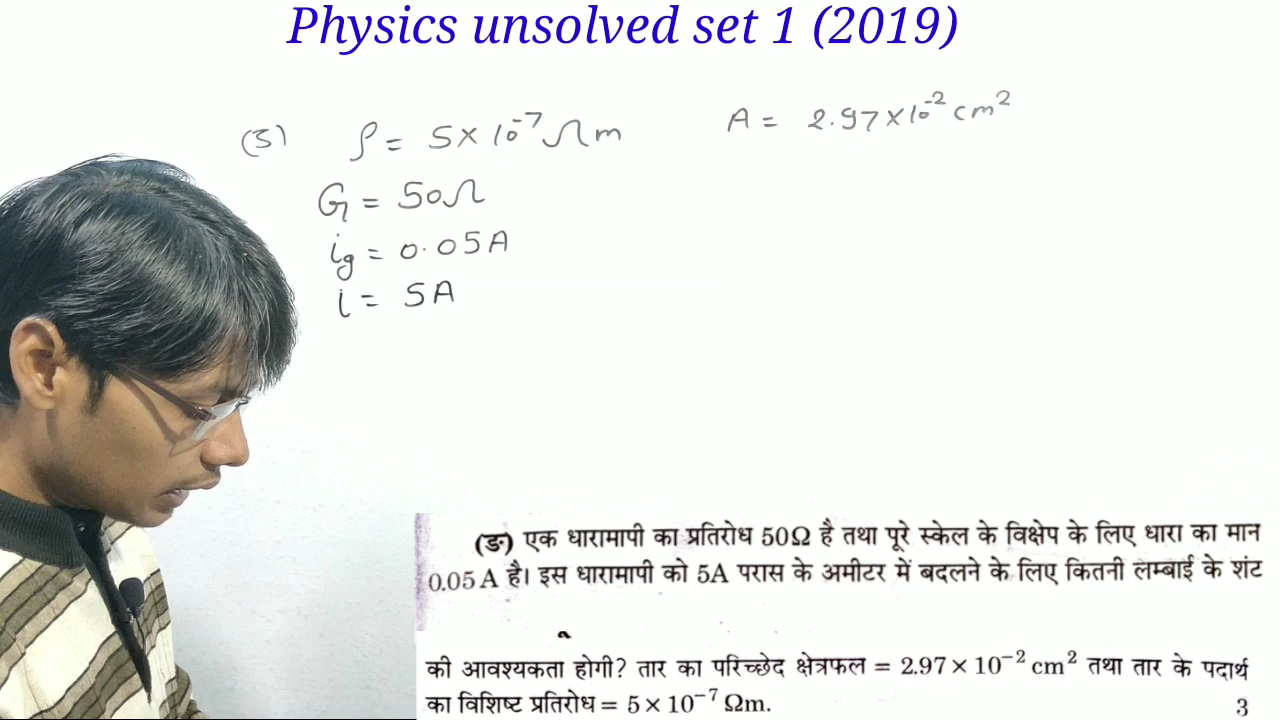 Physics unsolved set 1 (2019)
(5) ρ = 5×10⁻⁷ Ωm A = 2.97×10⁻² cm²
G = 50Ω
ig = 0.05A
i = 5A
(ङ) एक धारामापी का प्रतिरोध 50Ω है तथा पूरे स्केल के विक्षेप के लिए धारा का मान
0.05 A है। इस धारामापी को 5A परास के अमीटर में बदलने के लिए कितनी लम्बाई के शंट
की आवश्यकता होगी? तार का परिच्छेद क्षेत्रफल = 2.97 × 10⁻² cm² तथा तार के पदार्थ
का विशिष्ट प्रतिरोध = 5 × 10⁻⁷ Ωm. 3